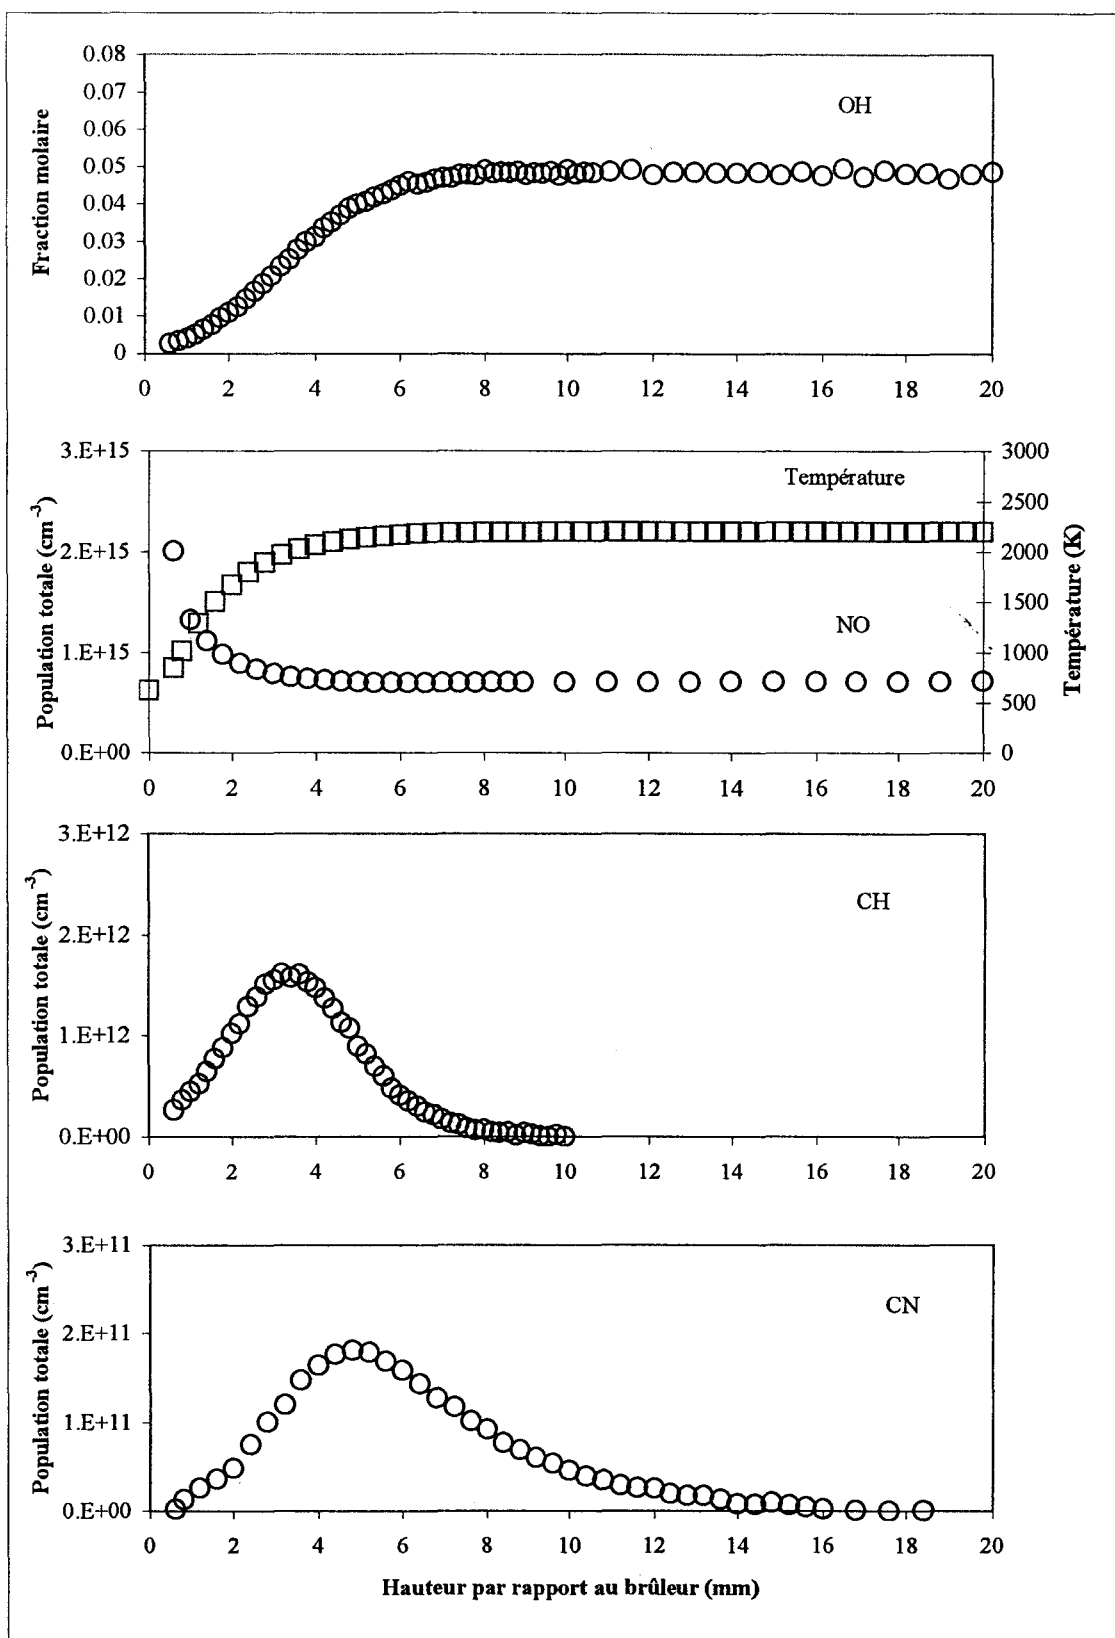 0.08
0.07
0.06
0.05
0.04
0.03
0.02
0.01
0
Fraction molaire
OH
0 2 4 6 8 10 12 14 16 18 20
3.E+15
2.E+15
1.E+15
0.E+00
Population totale (cm-3)
Température
NO
3000
2500
2000
1500
1000
500
0
Température (K)
0 2 4 6 8 10 12 14 16 18 20
3.E+12
2.E+12
1.E+12
0.E+00
Population totale (cm-3)
CH
0 2 4 6 8 10 12 14 16 18 20
3.E+11
2.E+11
1.E+11
0.E+00
Population totale (cm-3)
CN
0 2 4 6 8 10 12 14 16 18 20
Hauteur par rapport au brûleur (mm)